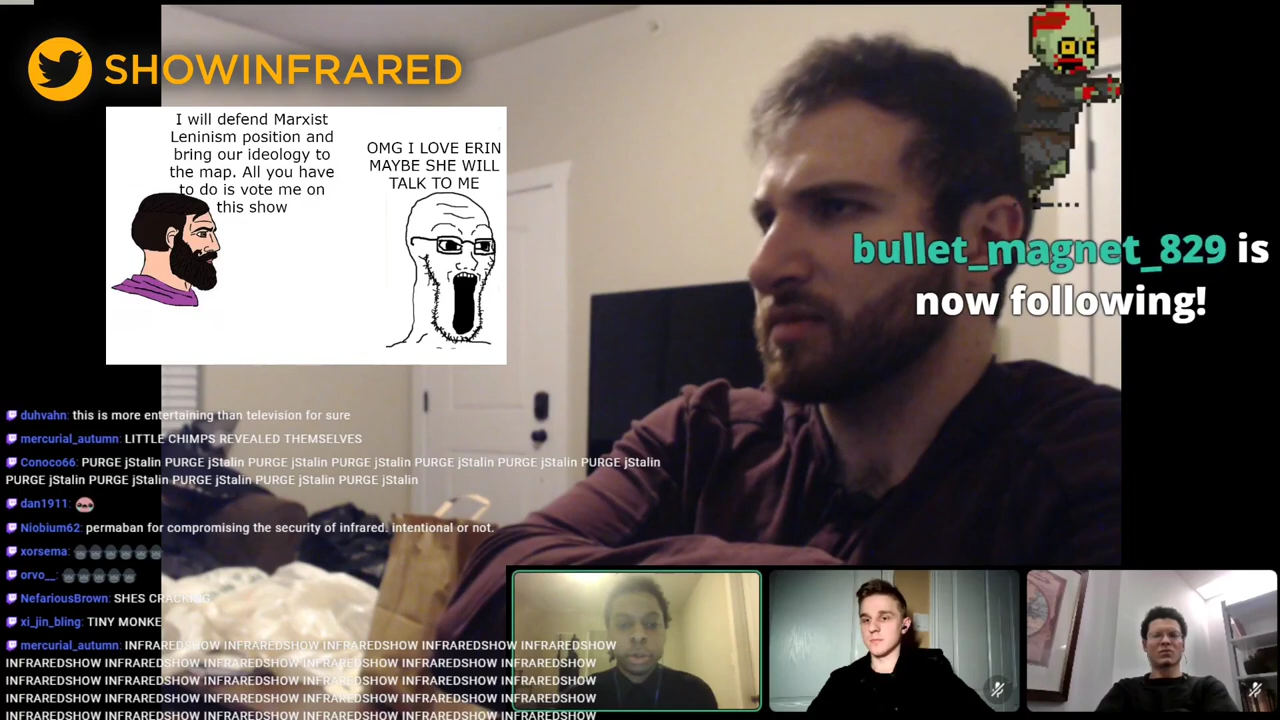 SHOWINFRARED
I will defend Marxist
Leninism position and
bring our ideology to
the map. All you have
to do is vote me on
this show
OMG I LOVE ERIN
MAYBE SHE WILL
TALK TO ME
bullet_magnet_829 is
now following!
duhvahn: this is more entertaining than television for sure
mercurial_autumn: LITTLE CHIMPS REVEALED THEMSELVES
Conoco66: PURGE jStalin PURGE jStalin PURGE jStalin PURGE jStalin PURGE jStalin PURGE jStalin PURGE jStalin
PURGE jStalin PURGE jStalin PURGE jStalin PURGE jStalin PURGE jStalin
dan1911:
Niobium62: permaban for compromising the security of infrared. intentional or not.
xorsema:
orvo__:
NefariousBrown: SHES CRACKING
xi_jin_bling: TINY MONKE
mercurial_autumn: INFRAREDSHOW INFRAREDSHOW INFRAREDSHOW INFRAREDSHOW INFRAREDSHOW
INFRAREDSHOW INFRAREDSHOW INFRAREDSHOW INFRAREDSHOW INFRAREDSHOW INFRAREDSHOW
INFRAREDSHOW INFRAREDSHOW INFRAREDSHOW INFRAREDSHOW INFRAREDSHOW INFRAREDSHOW
INFRAREDSHOW INFRAREDSHOW INFRAREDSHOW INFRAREDSHOW INFRAREDSHOW INFRAREDSHOW
INFRAREDSHOW INFRAREDSHOW INFRAREDSHOW INFRAREDSHOW INFRAREDSHOW INFRAREDSHOW